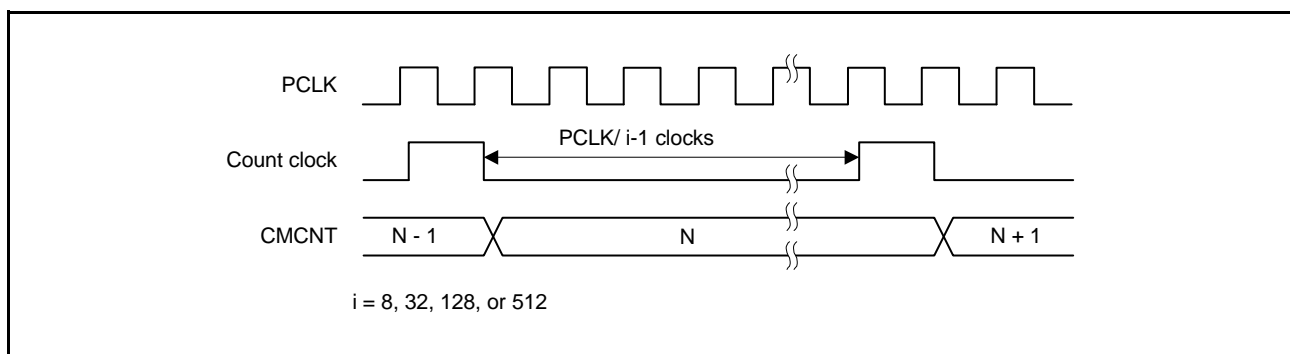 PCLK
PCLK/ i-1 clocks
Count clock
CMCNT
N - 1
N
N + 1
i = 8, 32, 128, or 512